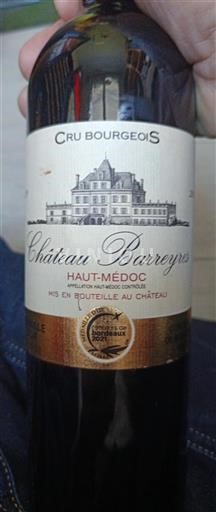 CRU BOURGEOIS
Château Barreyres
HAUT-MÉDOC
APPELLATION HAUT-MÉDOC CONTRÔLÉE
MIS EN BOUTEILLE AU CHÂTEAU
bordeaux
2021